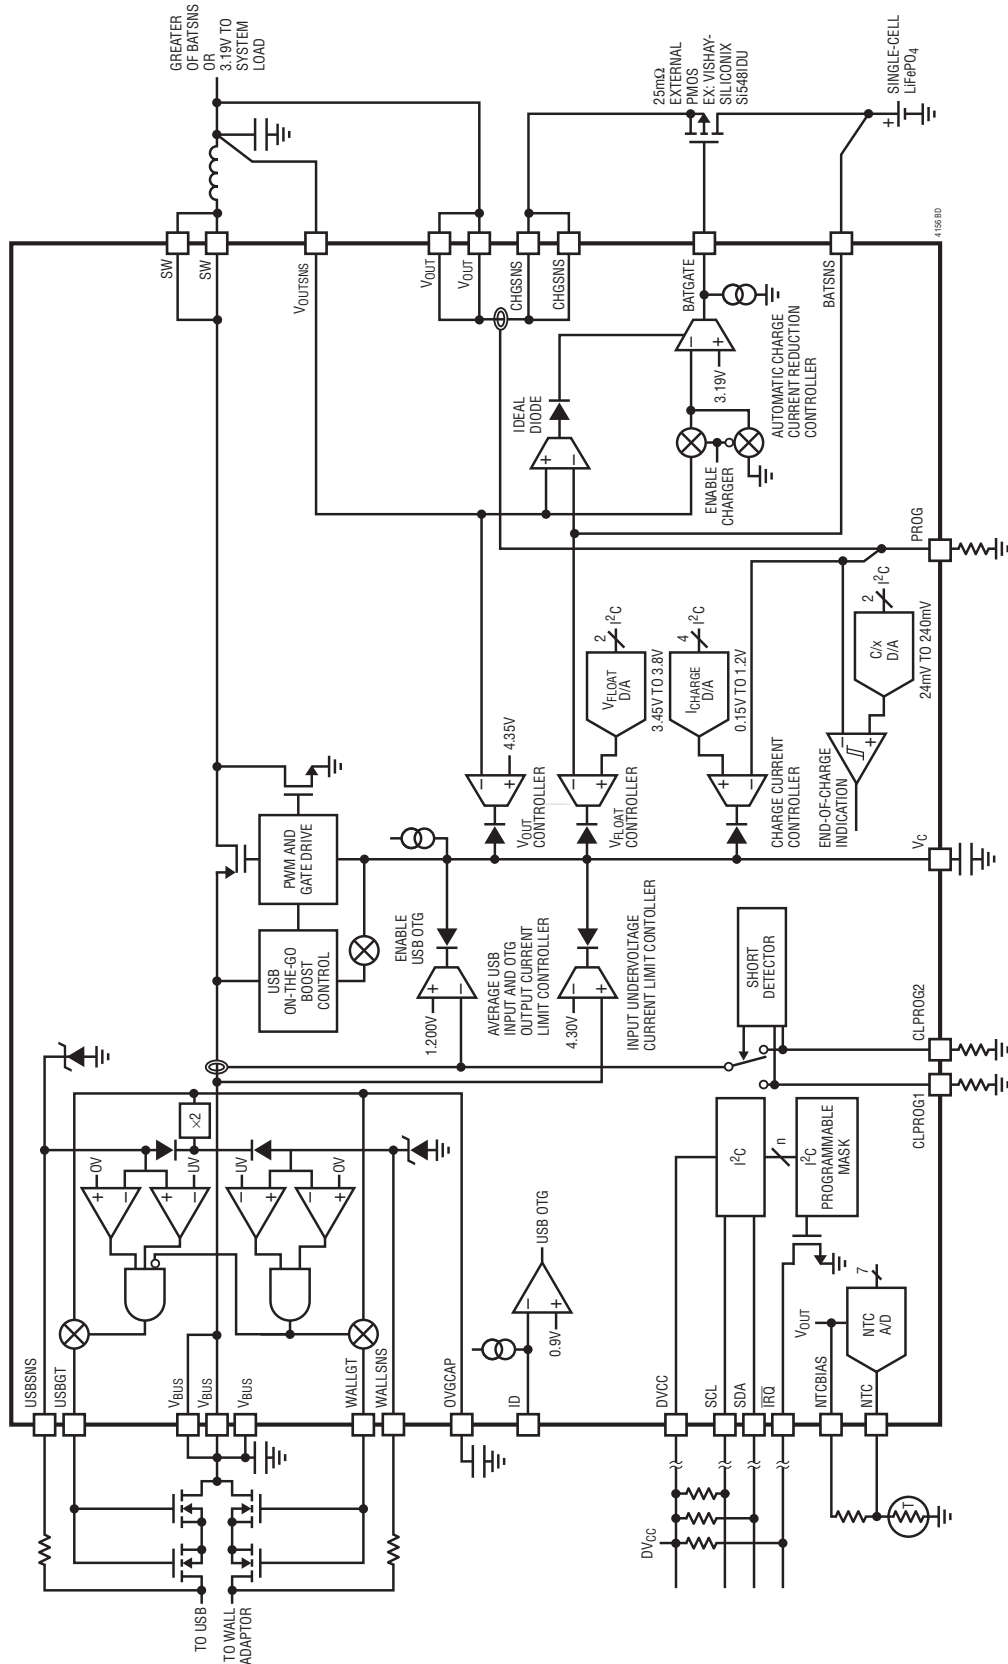 GREATER
OF BATSNS
OR
3.19V TO
SYSTEM
LOAD
SW
SW
VOUTSNS
VOUT
VOUT
CHGSNS
CHGSNS
BATGATE
BATSNS
25mΩ
EXTERNAL
PMOS
EX: VISHAY-
SILICONIX
Si5481DU
+
SINGLE-CELL
LiFePO4
4156 BD
IDEAL
DIODE
+
–
–
+
3.19V
ENABLE
CHARGER
AUTOMATIC CHARGE
CURRENT REDUCTION
CONTROLLER
PROG
PWM AND
GATE DRIVE
USB
ON-THE-GO
BOOST
CONTROL
ENABLE
USB OTG
–
+
4.35V
VOUT
CONTROLLER
–
+
VFLOAT
CONTROLLER
2
I2C
VFLOAT
D/A
3.45V TO 3.8V
4
I2C
ICHARGE
D/A
0.15V TO 1.2V
+
–
CHARGE CURRENT
CONTROLLER
2
I2C
C/x
D/A
24mV TO 240mV
–
+
END-OF-CHARGE
INDICATION
VC
1.200V
+
–
AVERAGE USB
INPUT AND OTG
OUTPUT CURRENT
LIMIT CONTROLLER
4.30V
–
+
INPUT UNDERVOLTAGE
CURRENT LIMIT CONTOLLER
SHORT
DETECTOR
CLPROG2
CLPROG1
×2
OV
+
–
+
–
UV
UV
–
+
–
+
OV
USB OTG
–
+
0.9V
I2C
n
I2C
PROGRAMMABLE
MASK
7
NTC
A/D
VOUT
USBSNS
USBGT
VBUS
VBUS
VBUS
WALLGT
WALLSNS
OVGCAP
ID
DVCC
SCL
SDA
IRQ
NTCBIAS
NTC
TO USB
TO WALL
ADAPTOR
DVCC
T